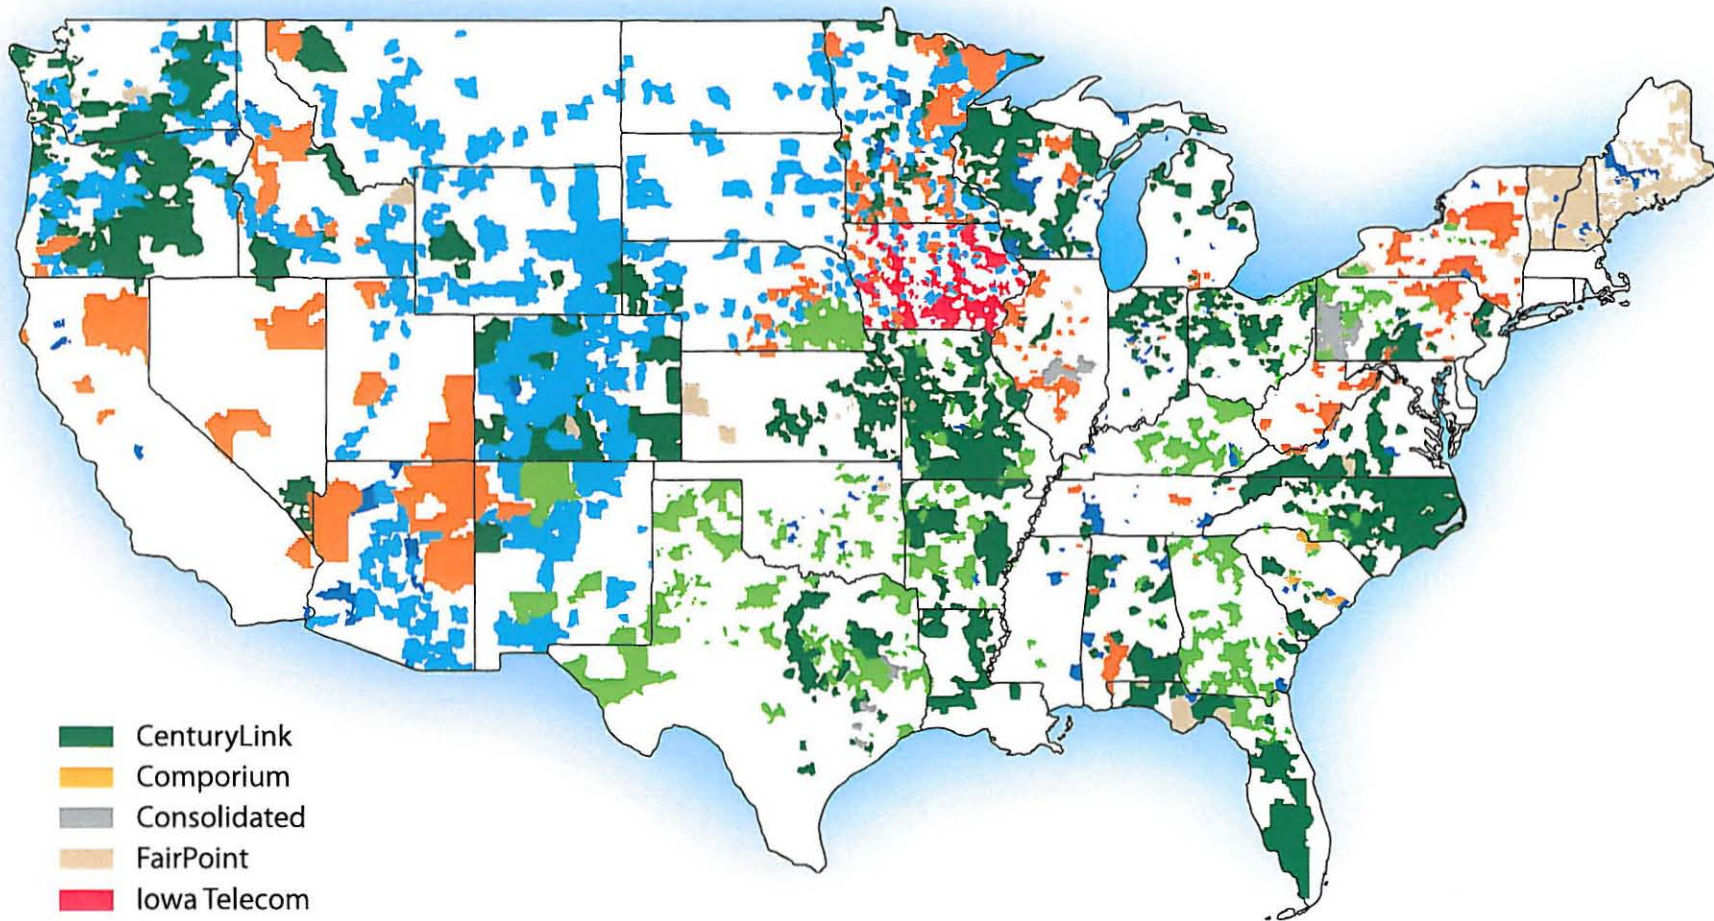 CenturyLink
Comporium
Consolidated
FairPoint
Iowa Telecom